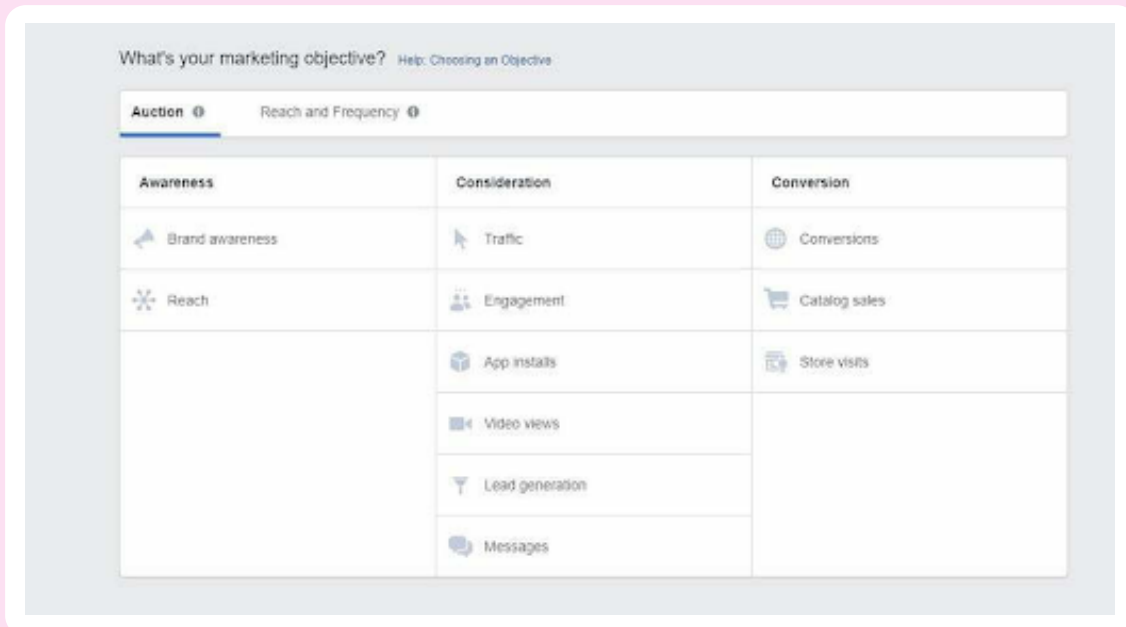 What's your marketing objective? Help: Choosing an Objective
Auction Reach and Frequency
Awareness Consideration Conversion
Brand awareness Traffic Conversions
Reach Engagement Catalog sales
App installs Store visits
Video views
Lead generation
Messages